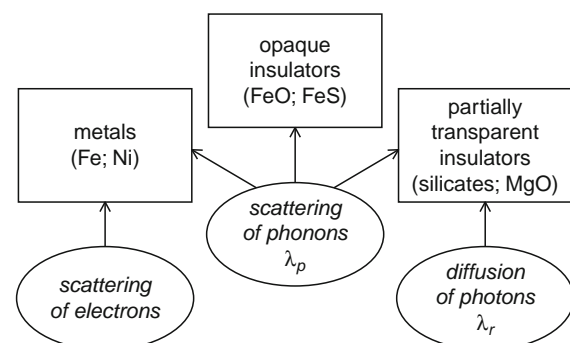 opaque
insulators
(FeO; FeS)
metals
(Fe; Ni)
partially
transparent
insulators
(silicates; MgO)
scattering
of phonons
λp
scattering
of electrons
diffusion
of photons
λr